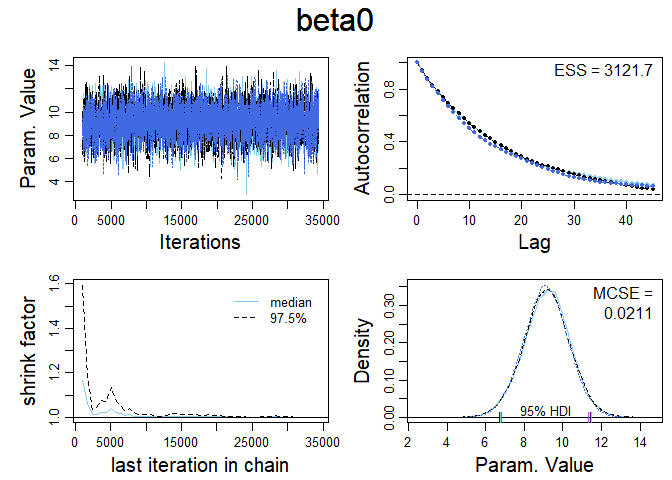 beta0
Param. Value
4 6 8 10 12 14
0 5000 15000 25000 35000
Iterations
Autocorrelation
0.0 0.4 0.8
ESS = 3121.7
0 10 20 30 40
Lag
shrink factor
1.0 1.2 1.4 1.6
median
97.5%
0 5000 15000 25000 35000
last iteration in chain
Density
0.00 0.10 0.20 0.30
MCSE =
0.0211
95% HDI
2 4 6 8 10 12 14
Param. Value